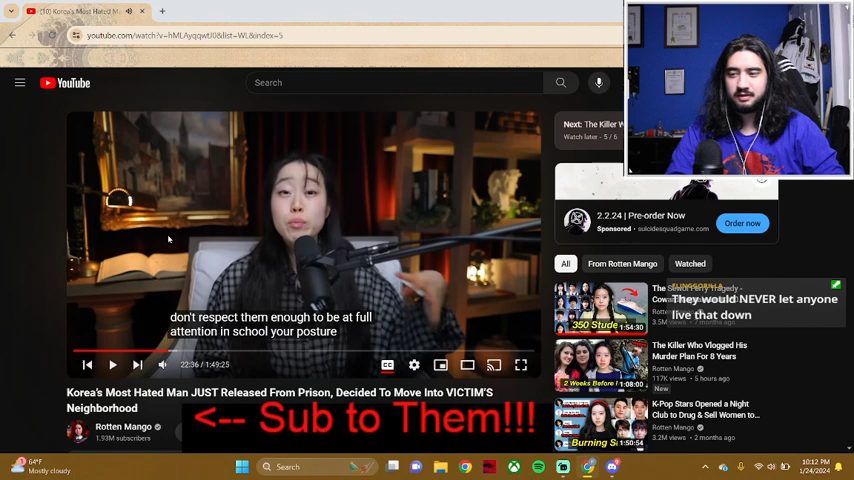 (10) Korea's Most Hated Ma
youtube.com/watch?v=hMLAyqqwtJ0&list=WL&index=5
YouTube
Search
Next: The Killer W
Watch later - 5 / 6
2.2.24 | Pre-order Now
Sponsored · suicidesquadgame.com
Order now
All
From Rotten Mango
Watched
don't respect them enough to be at full
attention in school your posture
CC
22:36 / 1:49:25
Korea's Most Hated Man JUST Released From Prison, Decided To Move Into VICTIM'S
Neighborhood
Rotten Mango
1.93M subscribers
<-- Sub to Them!!!
350 Stude
1:54:30
They would NEVER let anyone
live that down
2 Weeks Before
1:08:00
The Killer Who Vlogged His
Murder Plan For 8 Years
Rotten Mango
117K views • 5 hours ago
New
Burning S
1:50:54
K-Pop Stars Opened a Night
Club to Drug & Sell Women to...
Rotten Mango
3.2M views • 2 months ago
64°F
Mostly cloudy
Search
10:12 PM
1/24/2024